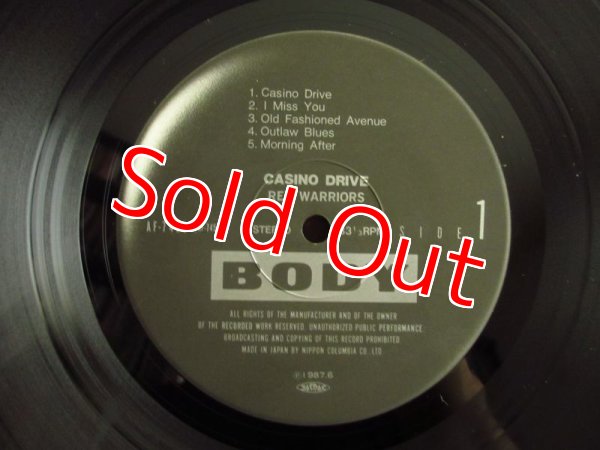 1. Casino Drive
2. I Miss You
3. Old Fashioned Avenue
4. Outlaw Blues
5. Morning After
CASINO DRIVE
WARRIORS
STEREO
SIDE 1
Sold Out
BODY
ALL RIGHTS OF THE MANUFACTURER AND OF THE OWNER
OF THE RECORDED WORK RESERVED. UNAUTHORIZED PUBLIC PERFORMANCE.
BROADCASTING AND COPYING OF THIS RECORD PROHIBITED.
MADE IN JAPAN BY NIPPON COLUMBIA CO., LTD.
℗1987.6